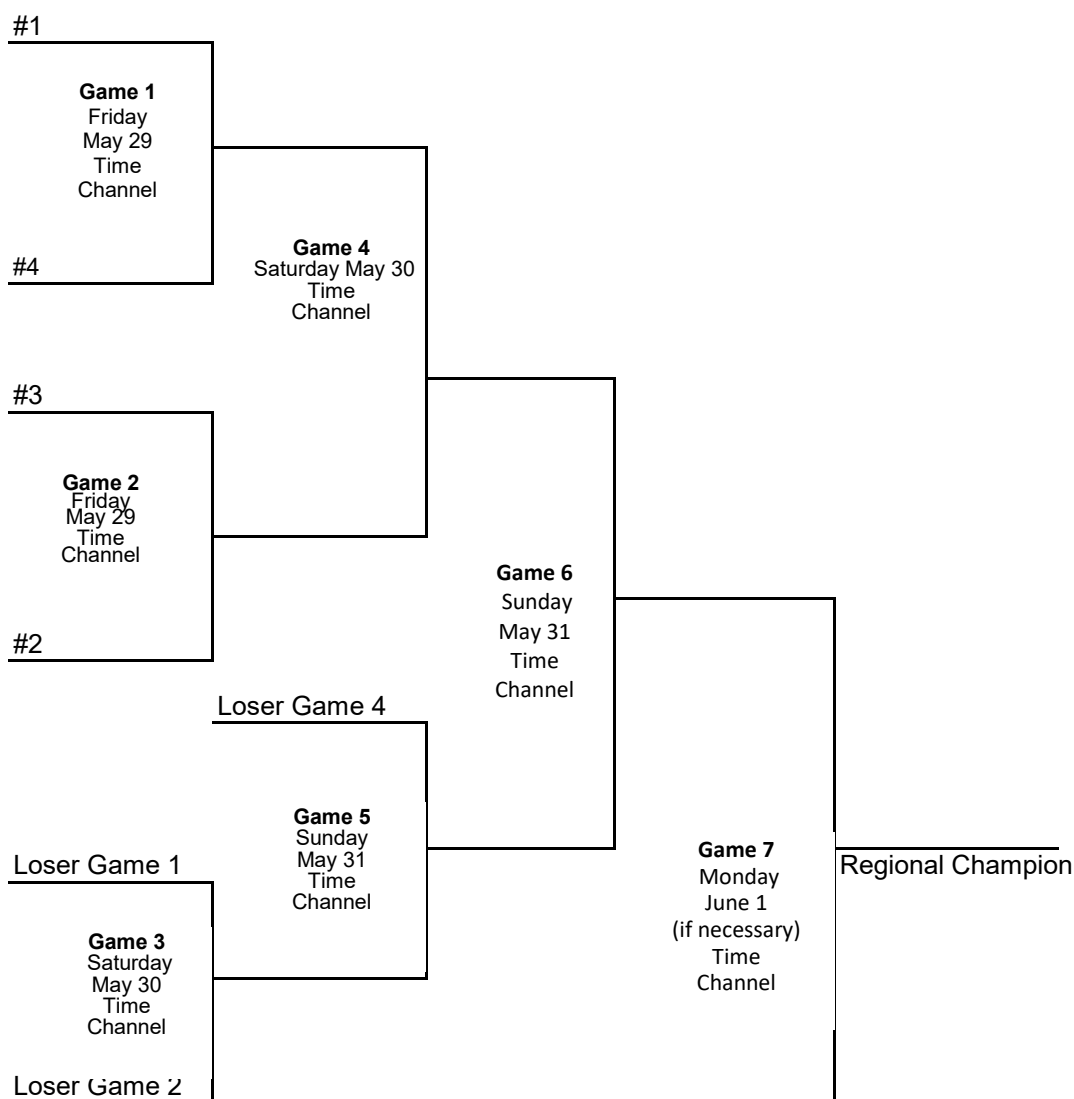 #1
Game 1
Friday
May 29
Time
Channel
#4
Game 4
Saturday May 30
Time
Channel
#3
Game 2
Friday
May 29
Time
Channel
#2
Game 6
Sunday
May 31
Time
Channel
Loser Game 4
Game 5
Sunday
May 31
Time
Channel
Loser Game 1
Game 3
Saturday
May 30
Time
Channel
Loser Game 2
Game 7
Monday
June 1
(if necessary)
Time
Channel
Regional Champion